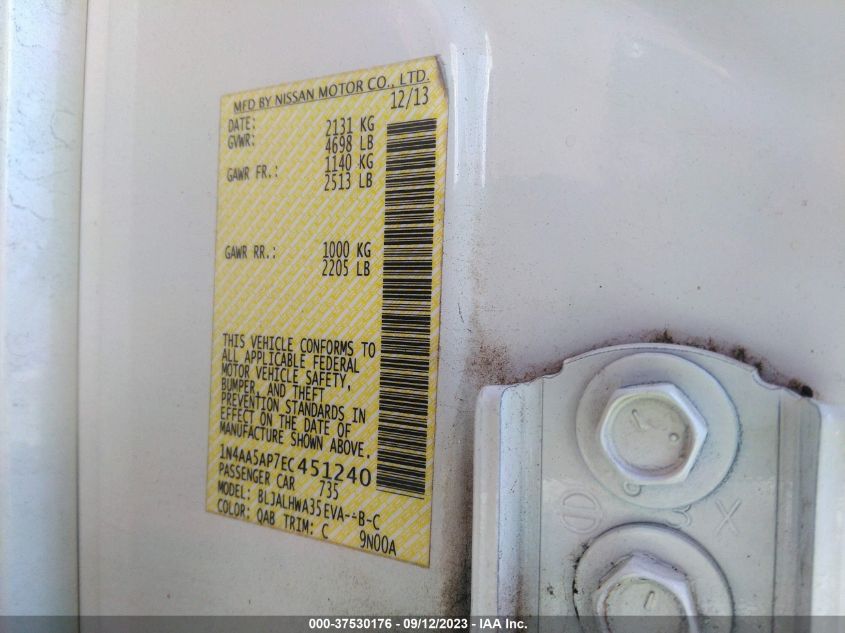 MFD BY NISSAN MOTOR CO., LTD.
DATE: 12/13
GVWR: 2131 KG
4698 LB
GAWR FR.: 1140 KG
2513 LB
GAWR RR.: 1000 KG
2205 LB
THIS VEHICLE CONFORMS TO
ALL APPLICABLE FEDERAL
MOTOR VEHICLE SAFETY,
BUMPER, AND THEFT
PREVENTION STANDARDS IN
EFFECT ON THE DATE OF
MANUFACTURE SHOWN ABOVE.
1N4AA5AP7EC451240
PASSENGER CAR 735
MODEL: BLJALHWA35EVA--B-C
COLOR: QAB TRIM: C 9N00A
000-37530176 - 09/12/2023 - IAA Inc.